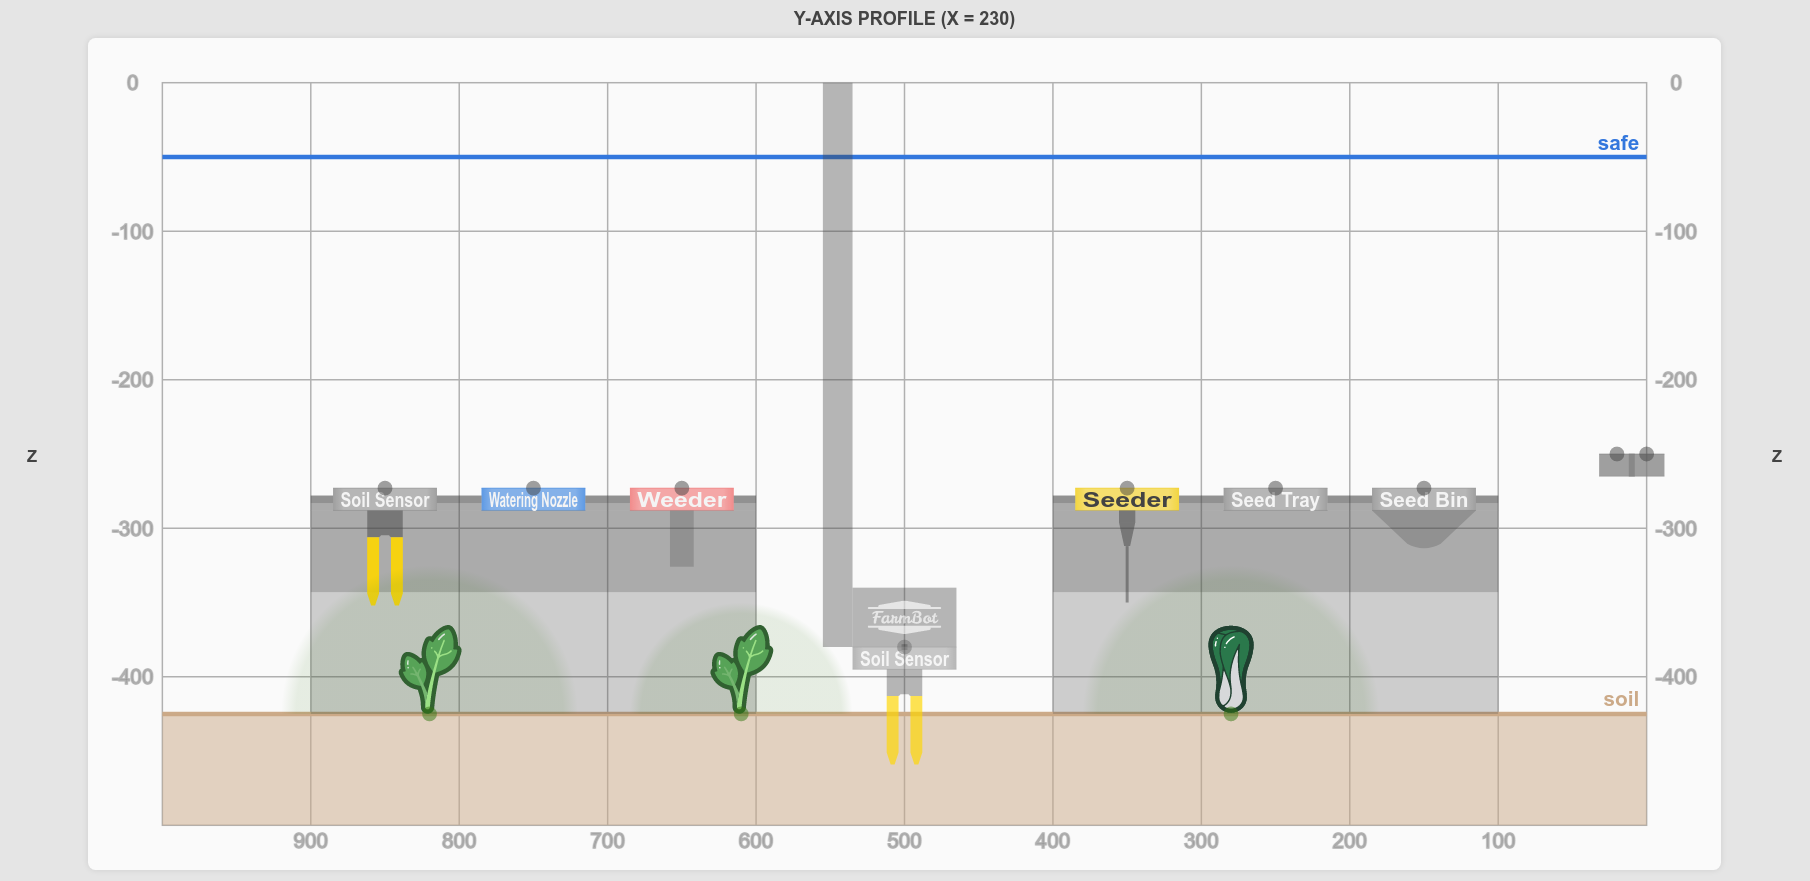 Y-AXIS PROFILE (X = 230)
0 0
safe
-100 -100
-200 -200
Z Z
Soil Sensor Watering Nozzle Weeder Seeder Seed Tray Seed Bin
-300 -300
FarmBot
Soil Sensor
-400 -400
soil
900 800 700 600 500 400 300 200 100